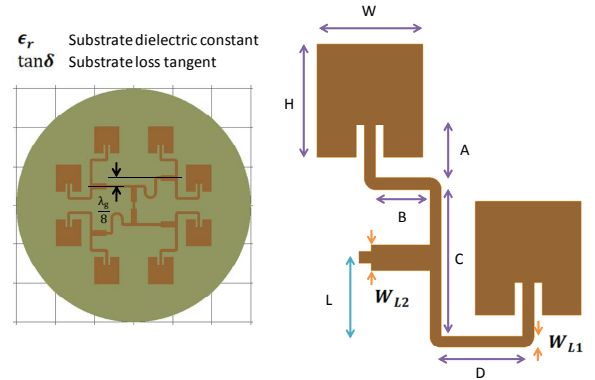 ϵr Substrate dielectric constant
tanδ Substrate loss tangent
λg
8
W
H
A
B
C
L
WL2
WL1
D